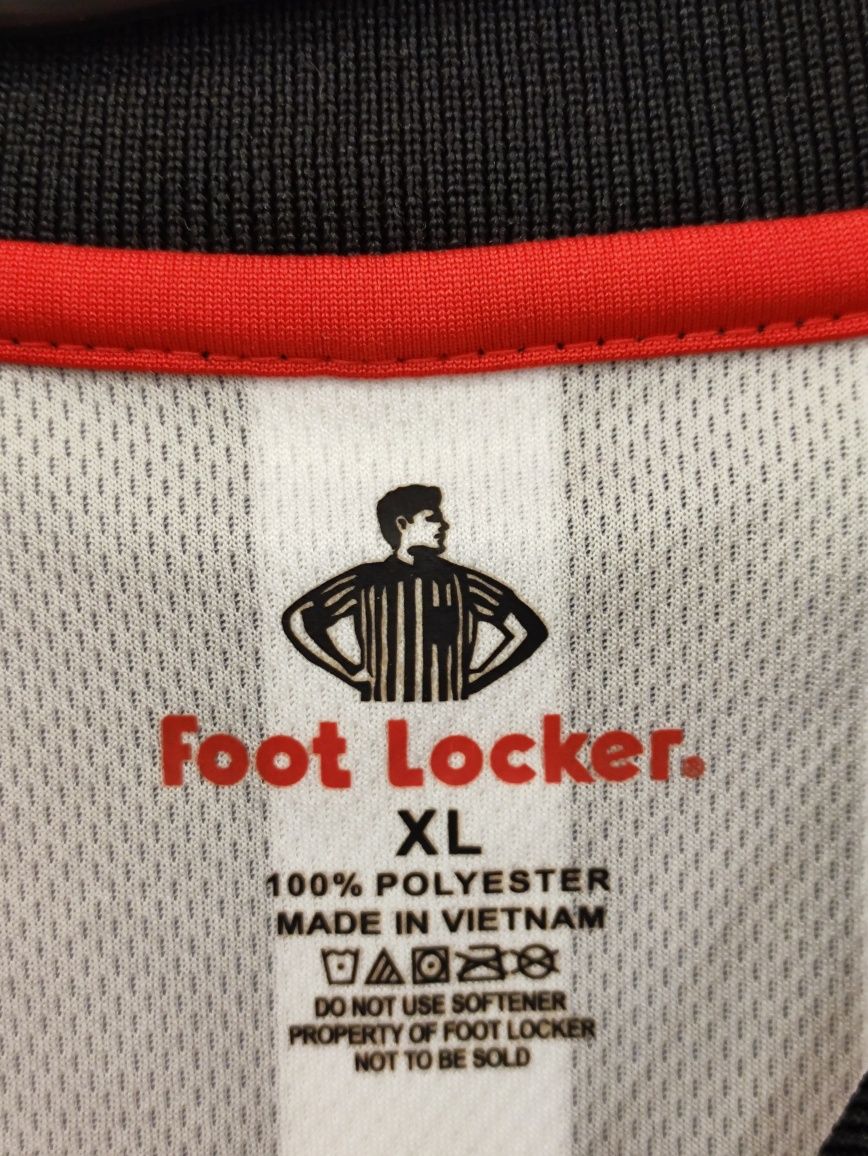 Foot Locker.
XL
100% POLYESTER
MADE IN VIETNAM
DO NOT USE SOFTENER
PROPERTY OF FOOT LOCKER
NOT TO BE SOLD